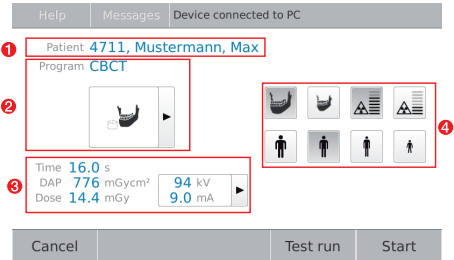 Help Messages Device connected to PC
1 Patient 4711, Mustermann, Max
Program CBCT
2
4
Time 16.0 s
3 DAP 776 mGycm² 94 kV
Dose 14.4 mGy 9.0 mA
Cancel Test run Start